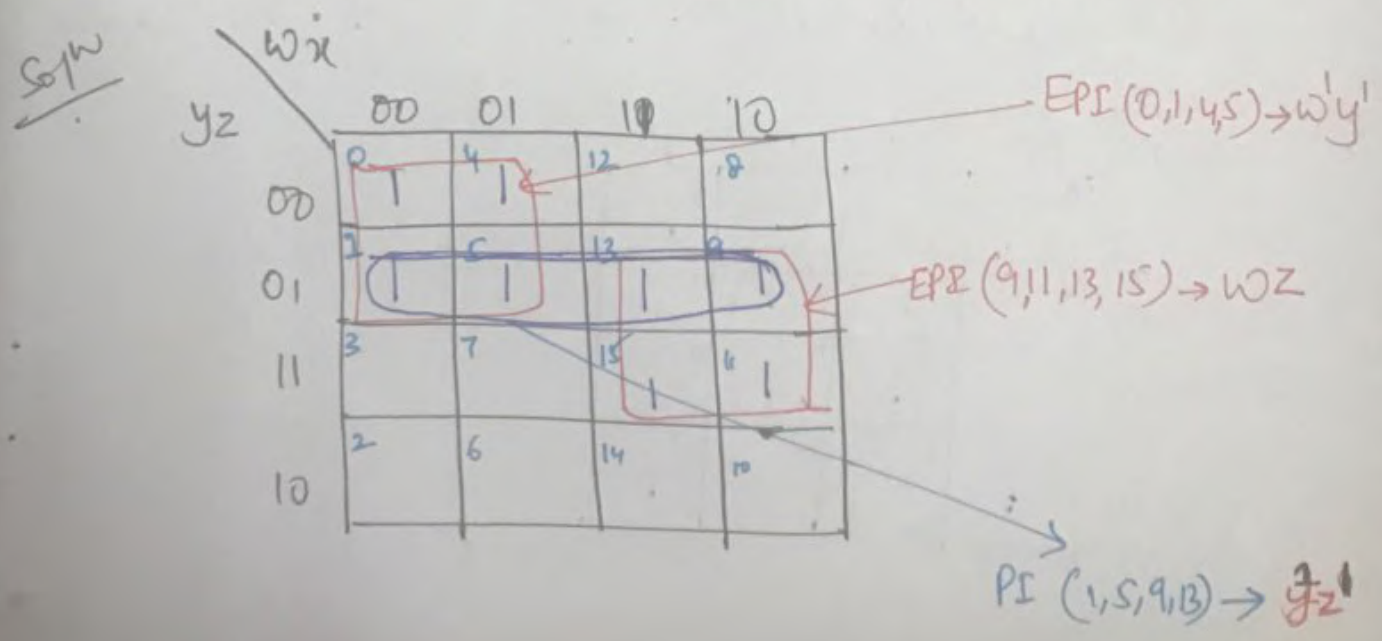 Soln
wx
yz
00 01 11 10
EPI (0,1,4,5) → w'y'
00
0 1 4 1 12 8
01
1 1 5 1 13 1 9 1
EPI (9,11,13,15) → wz
11
3 7 15 1 11 1
10
2 6 14 10
PI (1,5,9,13) →